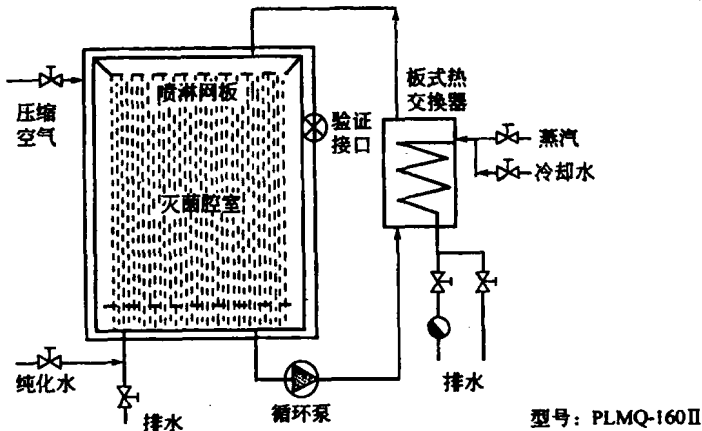 压缩
空气
喷淋网板
验证
接口
板式热
交换器
蒸汽
冷却水
灭菌腔室
纯化水
排水
循环泵
排水
型号：PLMQ-160Ⅱ